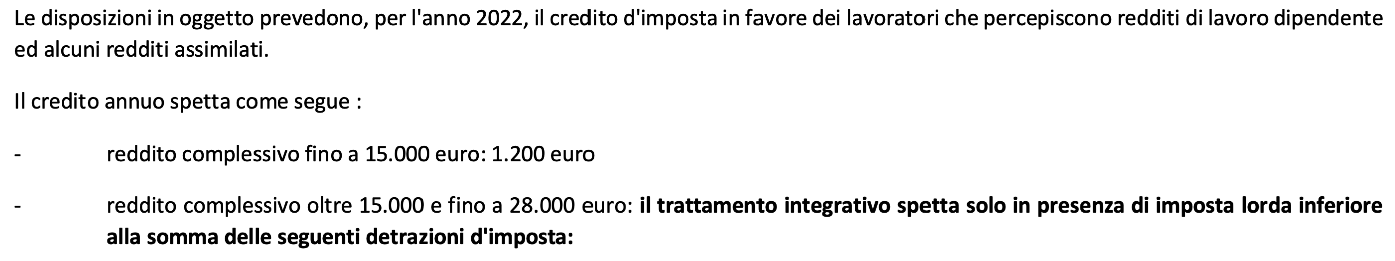 Le disposizioni in oggetto prevedono, per l'anno 2022, il credito d'imposta in favore dei lavoratori che percepiscono redditi di lavoro dipendente
ed alcuni redditi assimilati.
Il credito annuo spetta come segue :
- reddito complessivo fino a 15.000 euro: 1.200 euro
- reddito complessivo oltre 15.000 e fino a 28.000 euro: il trattamento integrativo spetta solo in presenza di imposta lorda inferiore
alla somma delle seguenti detrazioni d'imposta: